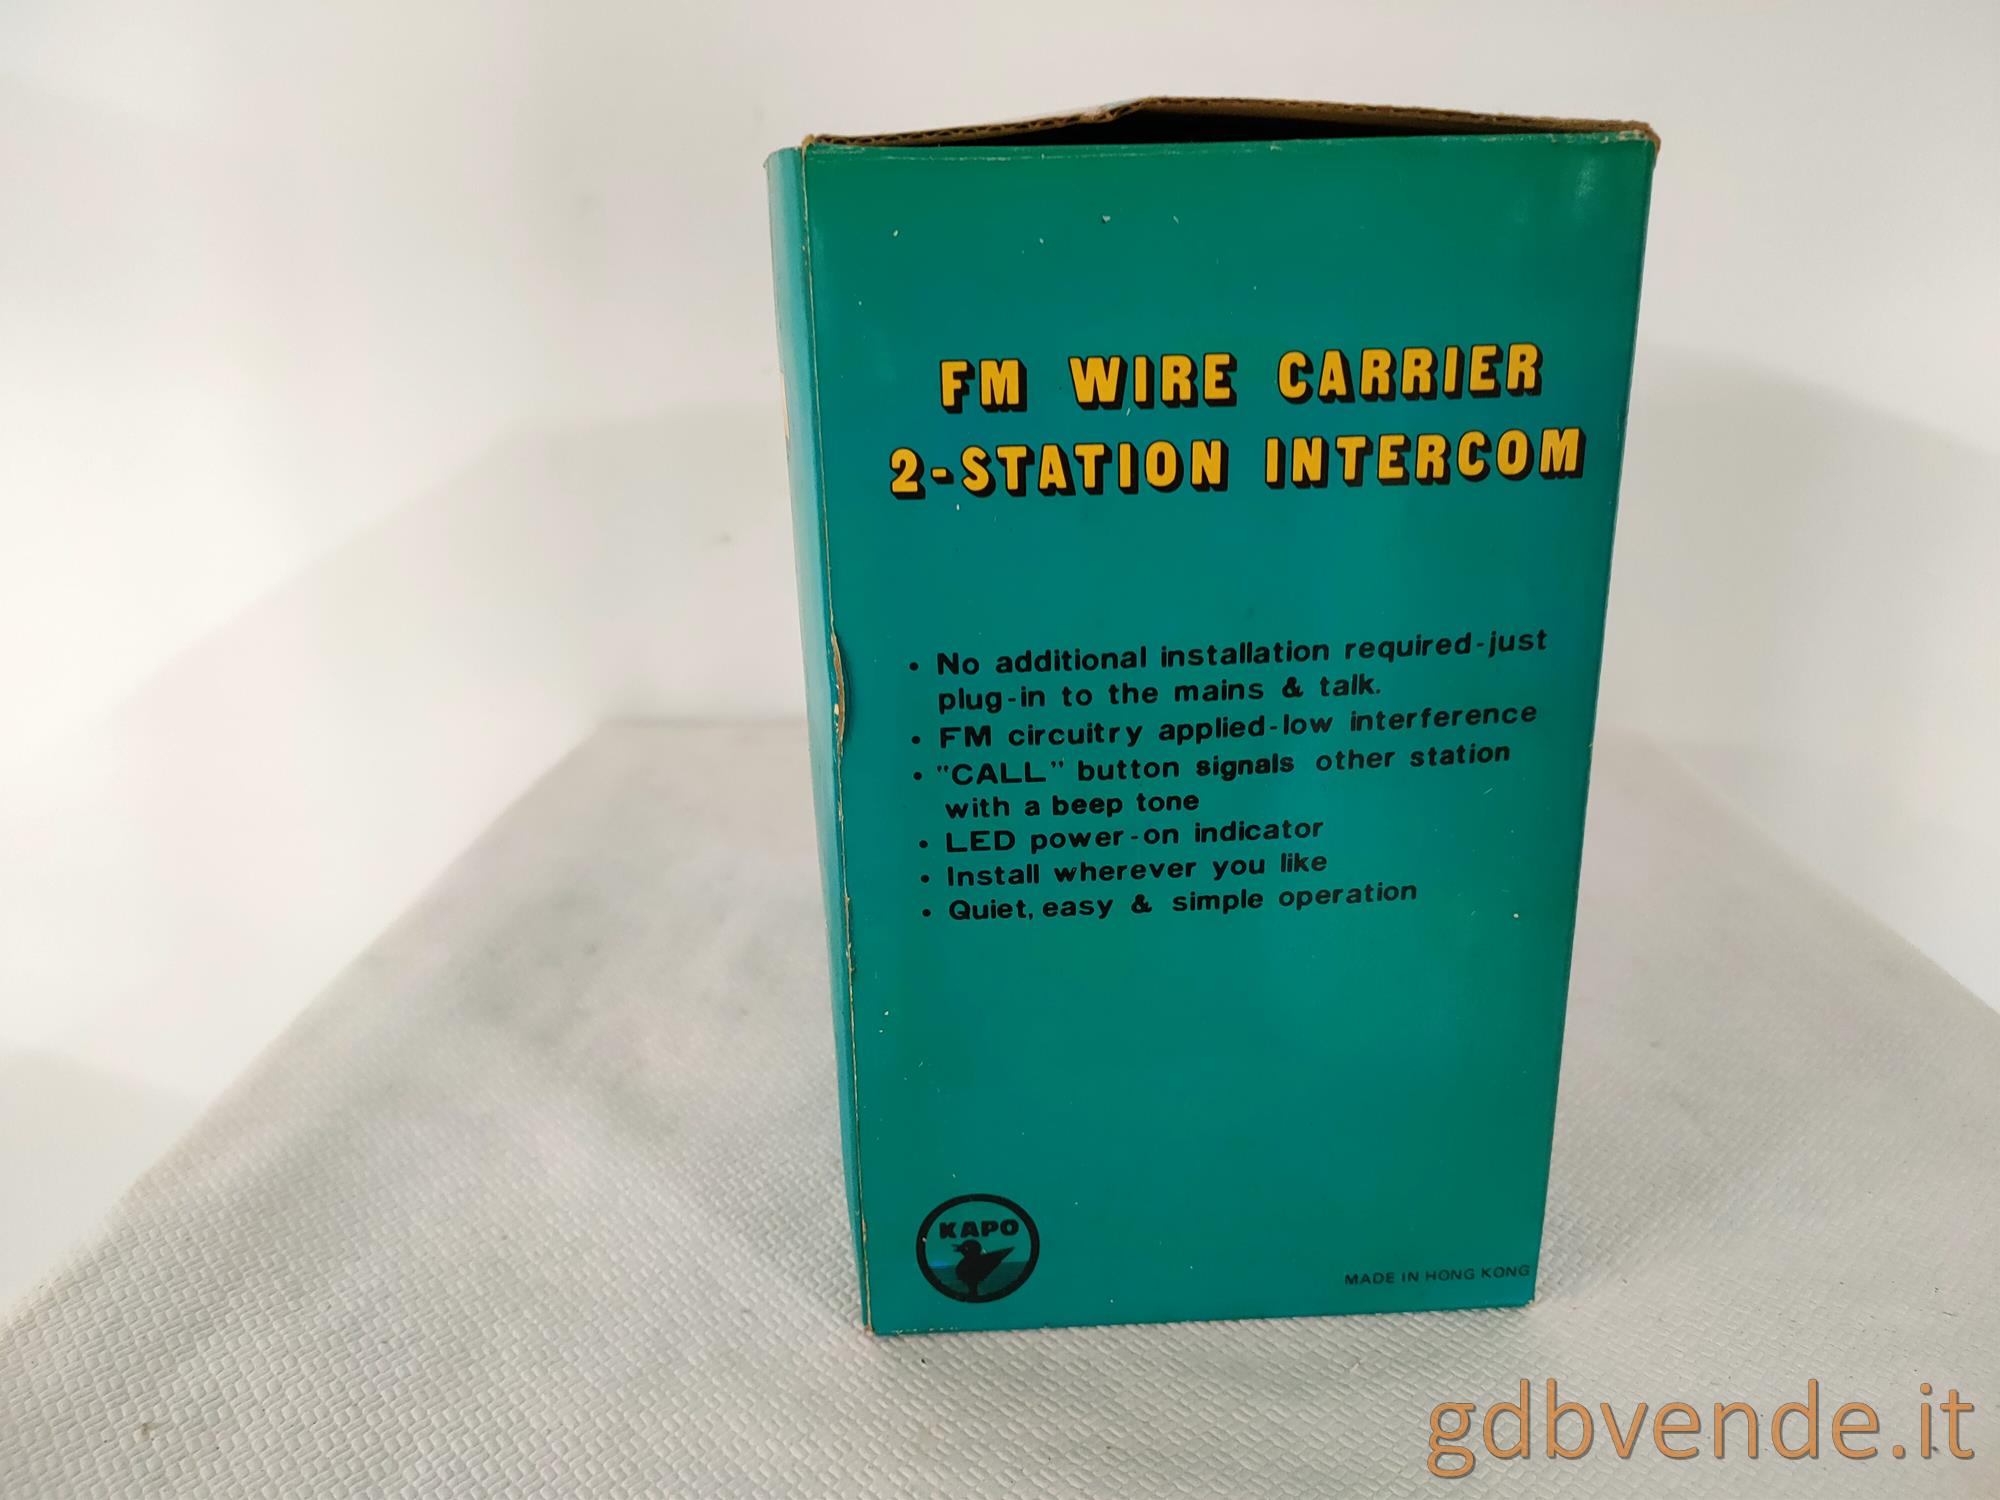 FM WIRE CARRIER
2-STATION INTERCOM
• No additional installation required-just
plug-in to the mains & talk.
• FM circuitry applied-low interference
• "CALL" button signals other station
with a beep tone
• LED power-on indicator
• Install wherever you like
• Quiet, easy & simple operation
KAPO
MADE IN HONG KONG
gdbvende.it